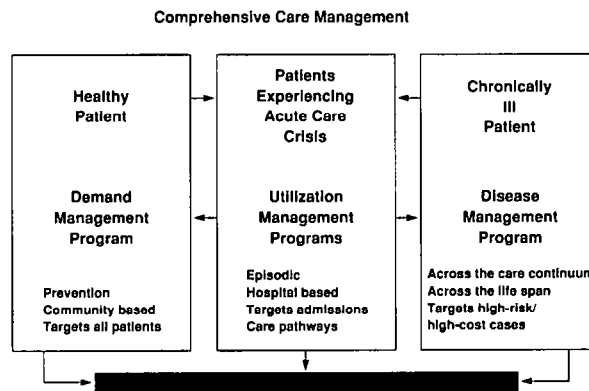 Comprehensive Care Management
Healthy
Patient
Demand
Management
Program
Prevention
Community based
Targets all patients
Patients
Experiencing
Acute Care
Crisis
Utilization
Management
Programs
Episodic
Hospital based
Targets admissions
Care pathways
Chronically
Ill
Patient
Disease
Management
Program
Across the care continuum
Across the life span
Targets high-risk/
high-cost cases